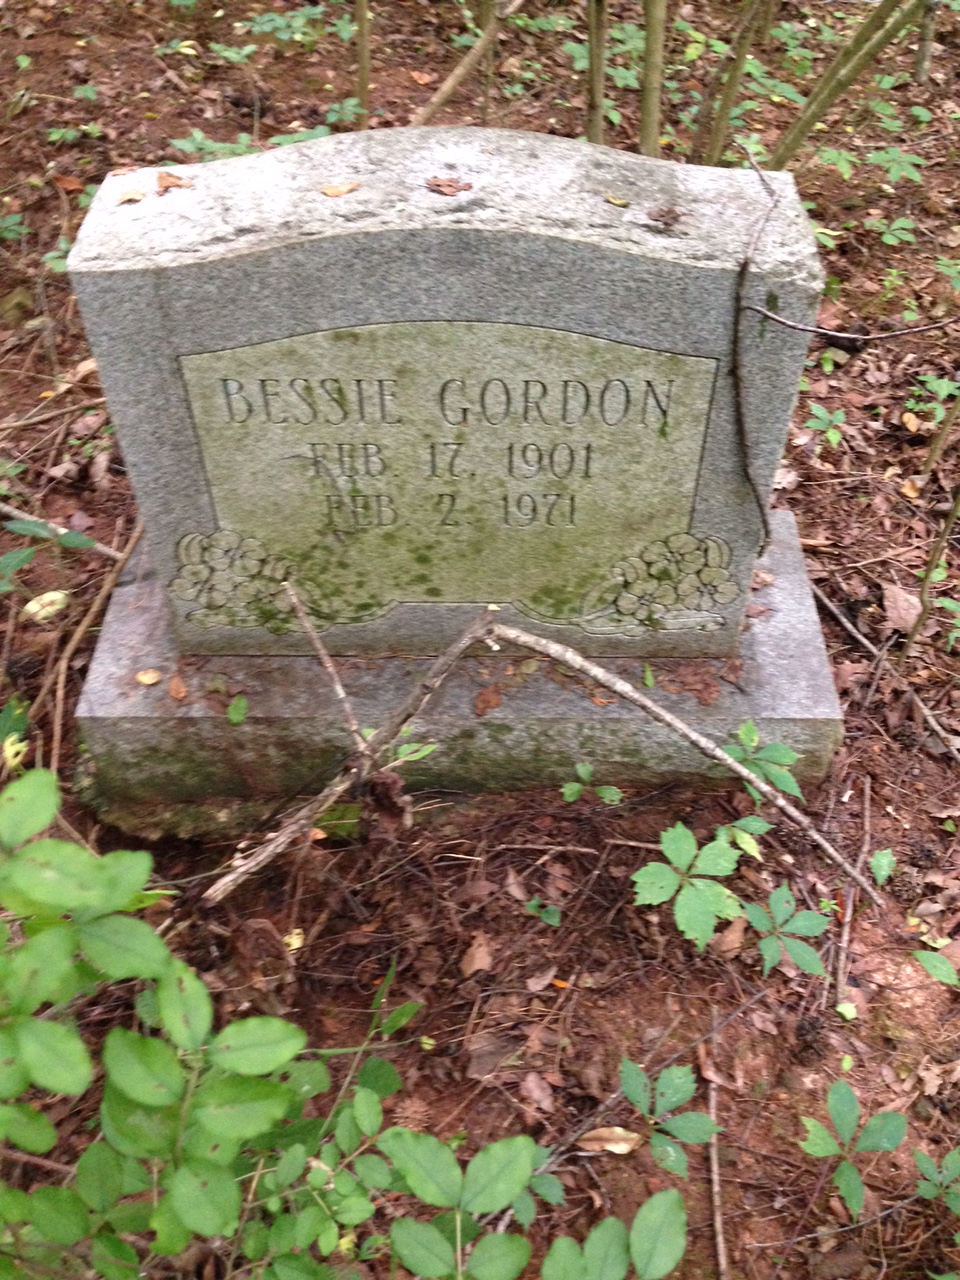 BESSIE GORDON
FEB. 17. 1901
FEB. 2. 1971